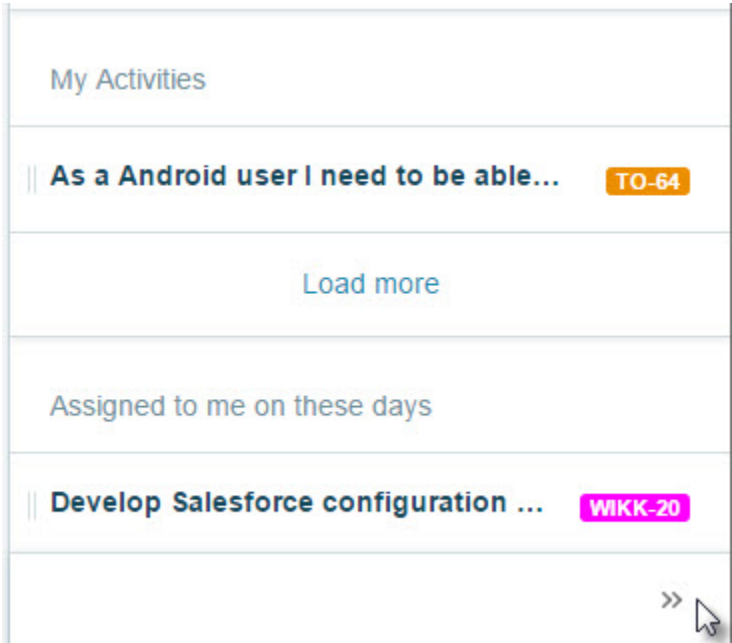 My Activities
As a Android user I need to be able... TO-64
Load more
Assigned to me on these days
Develop Salesforce configuration ... WIKK-20
»